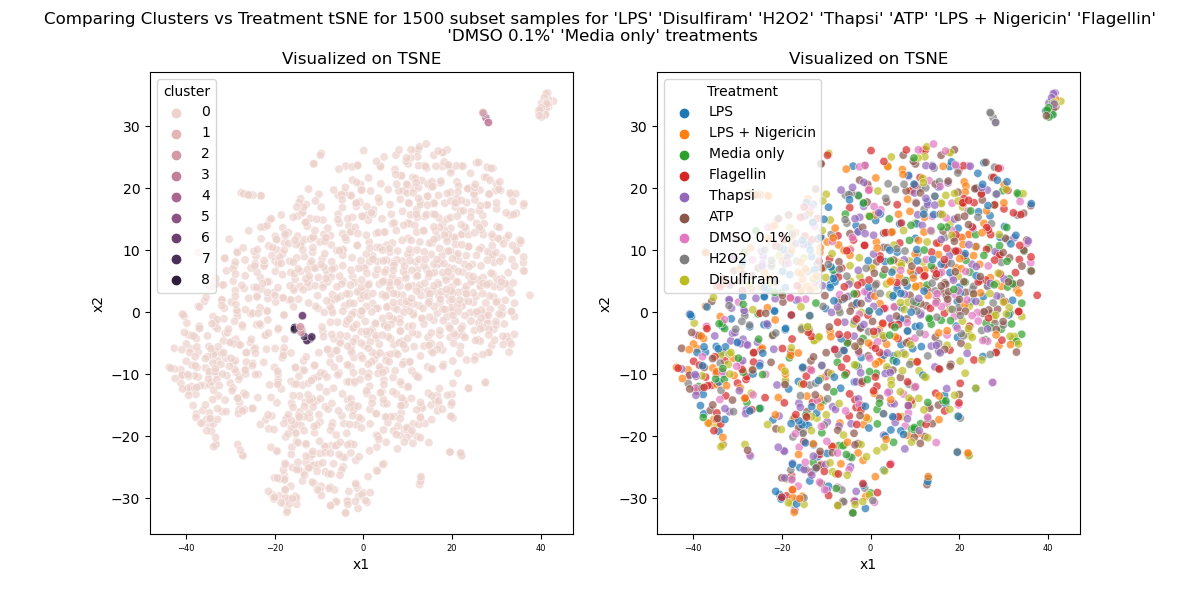 Comparing Clusters vs Treatment tSNE for 1500 subset samples for 'LPS' 'Disulfiram' 'H2O2' 'Thapsi' 'ATP' 'LPS + Nigericin' 'Flagellin'
'DMSO 0.1%' 'Media only' treatments
Visualized on TSNE
cluster
0
1
2
3
4
5
6
7
8
30
20
10
0
−10
−20
−30
x2
−40
−20
0
20
40
x1
Visualized on TSNE
Treatment
LPS
LPS + Nigericin
Media only
Flagellin
Thapsi
ATP
DMSO 0.1%
H2O2
Disulfiram
30
20
10
0
−10
−20
−30
x2
−40
−20
0
20
40
x1